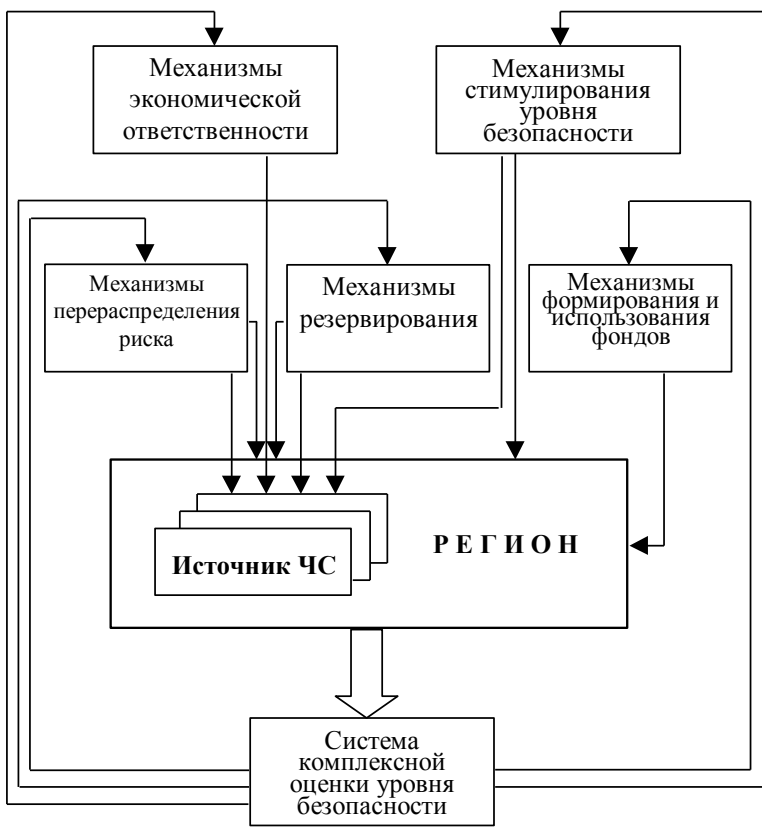 Механизмы
экономической
ответственности
Механизмы
стимулирования
уровня
безопасности
Механизмы
перераспределения
риска
Механизмы
резервирования
Механизмы
формирования и
использования
фондов
Источник ЧС
Р Е Г И О Н
Система
комплексной
оценки уровня
безопасности